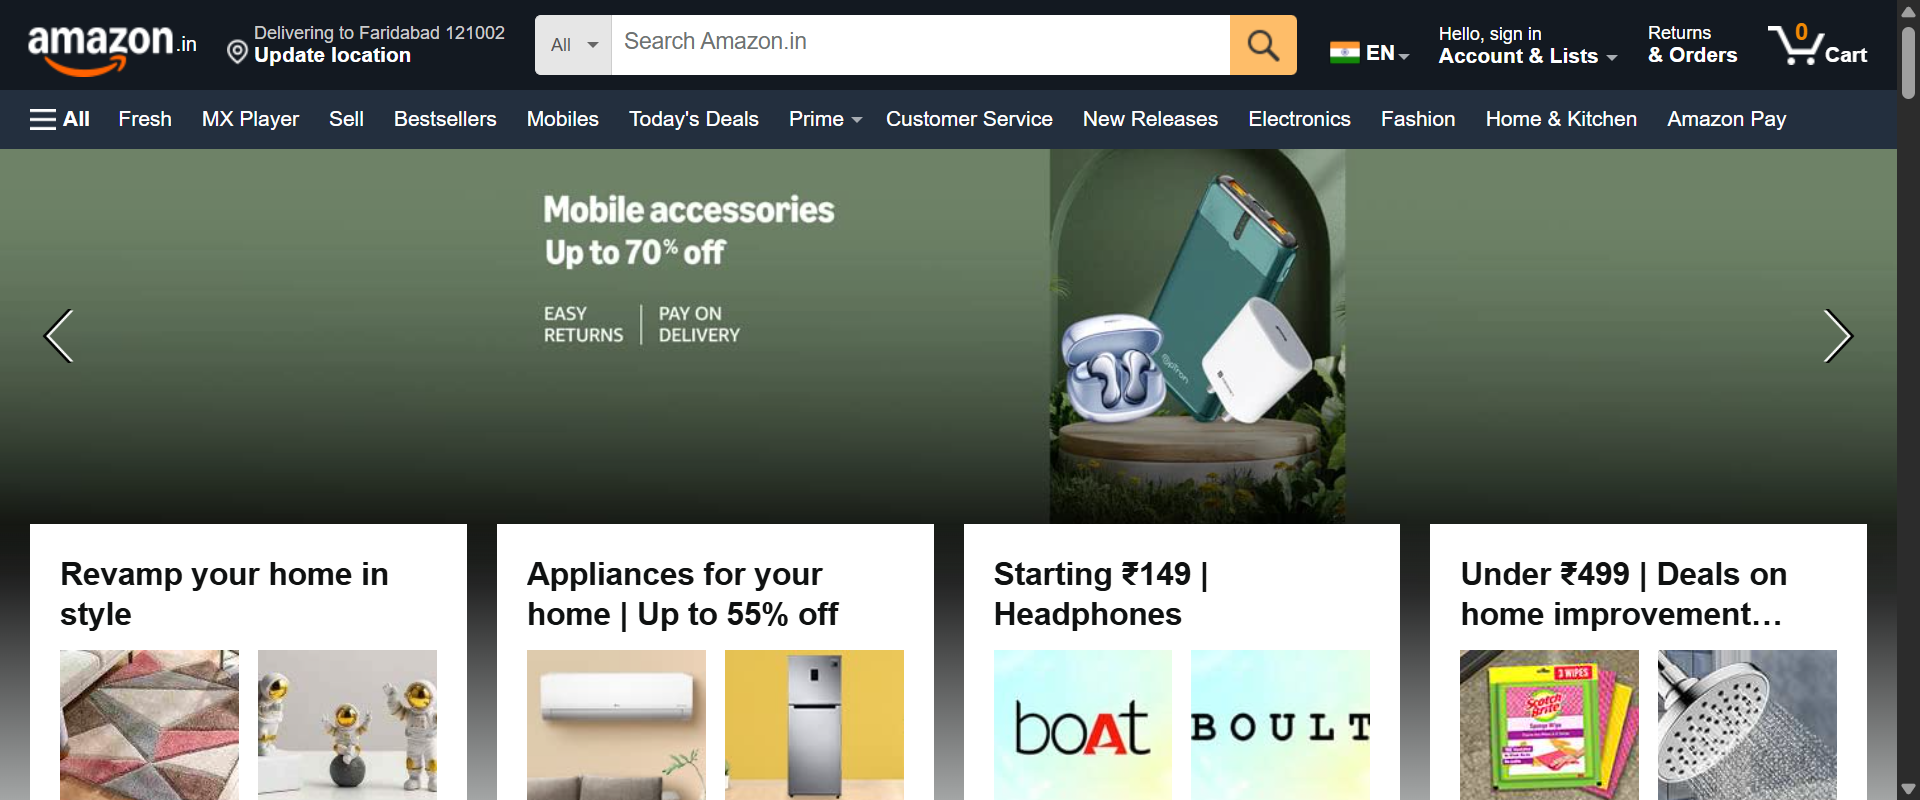 amazon.in
Delivering to Faridabad 121002
Update location
All
Search Amazon.in
EN
Hello, sign in
Account & Lists
Returns
& Orders
0
Cart
All Fresh MX Player Sell Bestsellers Mobiles Today's Deals Prime Customer Service New Releases Electronics Fashion Home & Kitchen Amazon Pay
Mobile accessories
Up to 70% off
EASY
RETURNS
PAY ON
DELIVERY
Revamp your home in
style
Appliances for your
home | Up to 55% off
Starting ₹149 |
Headphones
Under ₹499 | Deals on
home improvement…
boAt
BOULT
3 WIPES
Scotch
Brite
Sponge Wipe